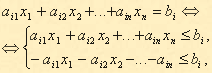 a_{i1}x_1 + a_{i2}x_2 + ... + a_{in}x_n = b_i ⇔
⇔ { a_{i1}x_1 + a_{i2}x_2 + ... + a_{in}x_n ≤ b_i ,
- a_{i1}x_1 - a_{i2}x_2 - ... - a_{in} ≤ b_i ,